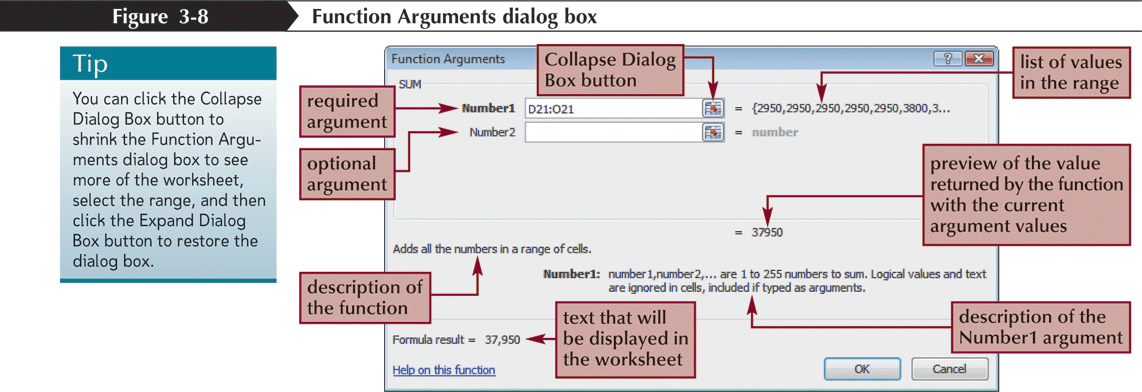 Figure 3-8
Function Arguments dialog box
Tip
You can click the Collapse
Dialog Box button to
shrink the Function Argu-
ments dialog box to see
more of the worksheet,
select the range, and then
click the Expand Dialog
Box button to restore the
dialog box.
Function Arguments
Collapse Dialog
Box button
list of values
in the range
SUM
required
argument
Number1
D21:O21
= {2950,2950,2950,2950,2950,3800,3...
Number2
= number
optional
argument
preview of the value
returned by the function
with the current
argument values
= 37950
Adds all the numbers in a range of cells.
Number1: number1,number2,... are 1 to 255 numbers to sum. Logical values and text
are ignored in cells, included if typed as arguments.
description of
the function
text that will
be displayed in
the worksheet
description of the
Number1 argument
Formula result = 37,950
Help on this function
OK
Cancel